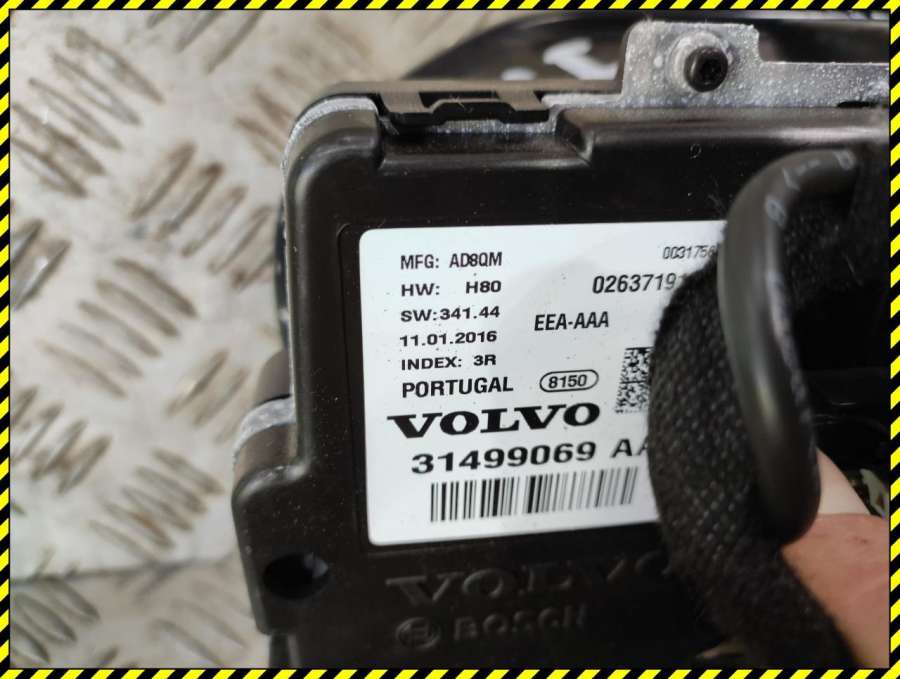 MFG: AD8QM
0031756
HW: H80
0263719
SW:341.44
EEA-AAA
11.01.2016
INDEX: 3R
PORTUGAL 8150
VOLVO
31499069 AA
VOLVO
BOSCH